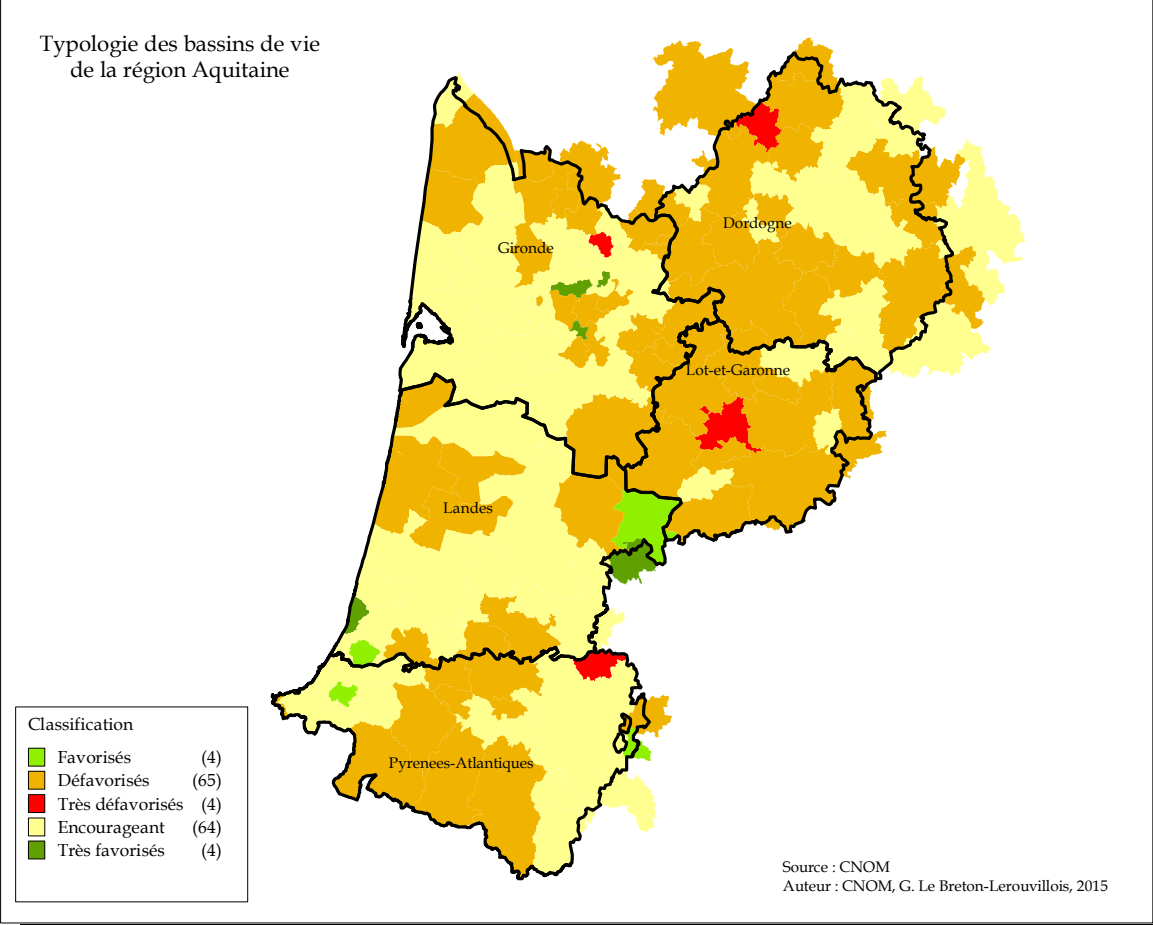 Typologie des bassins de vie
de la région Aquitaine
Dordogne
Gironde
Lot-et-Garonne
Landes
Pyrenees-Atlantiques
Classification
Favorisés (4)
Défavorisés (65)
Très défavorisés (4)
Encourageant (64)
Très favorisés (4)
Source : CNOM
Auteur : CNOM, G. Le Breton-Lerouvillois, 2015